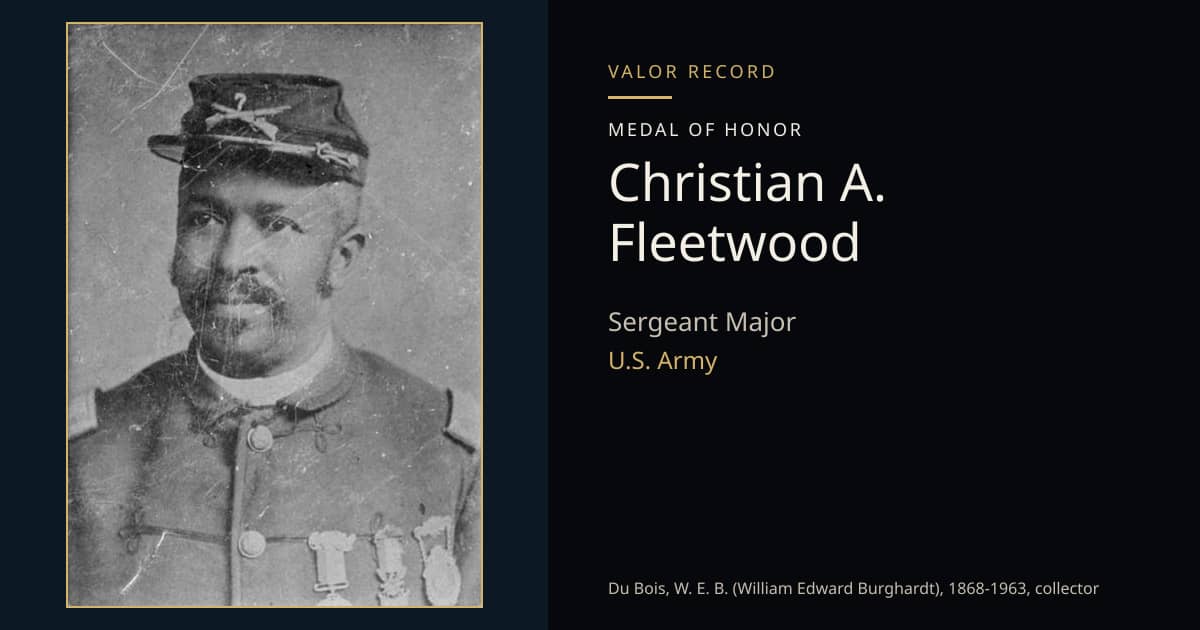 VALOR RECORD
MEDAL OF HONOR
Christian A.
Fleetwood
Sergeant Major
U.S. Army
Du Bois, W. E. B. (William Edward Burghardt), 1868-1963, collector